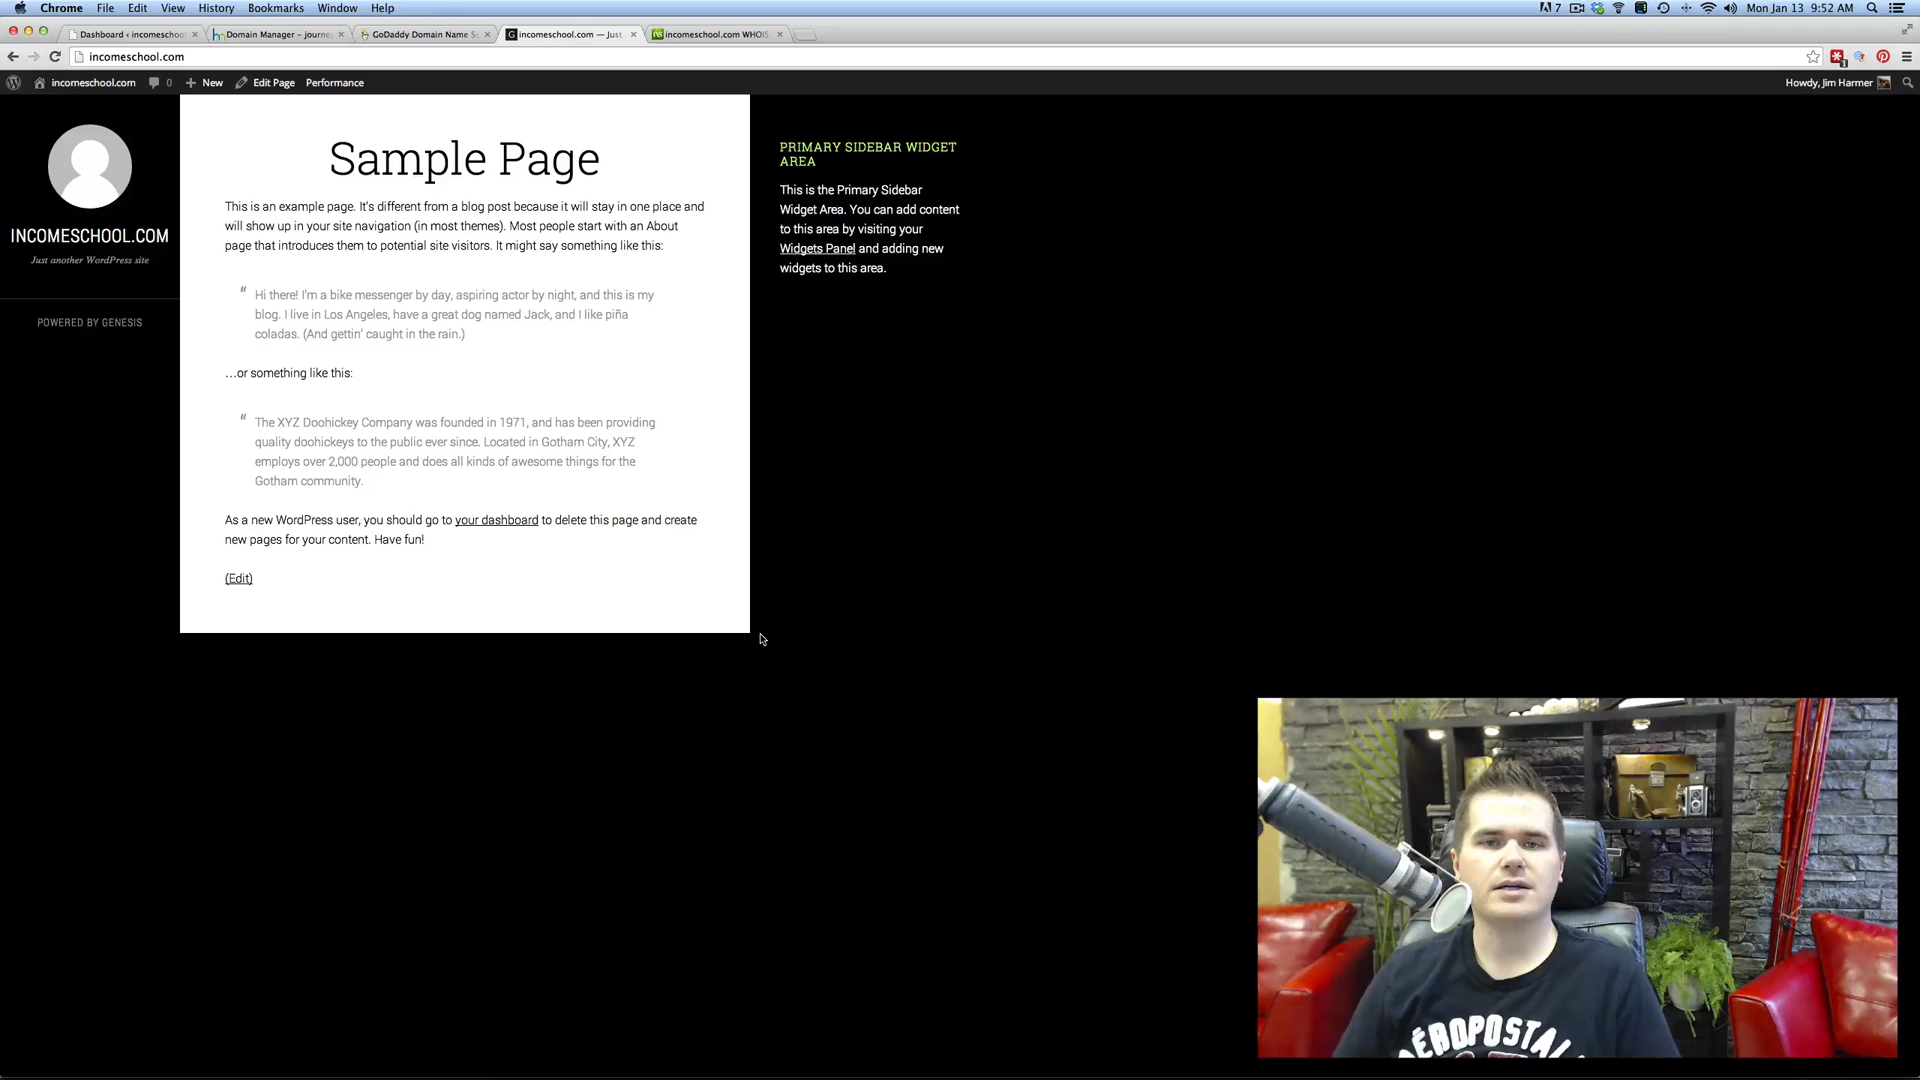 Chrome File Edit View History Bookmarks Window Help
7 Mon Jan 13 9:52 AM
Dashboard ‹ incomeschool
Domain Manager – journe
GoDaddy Domain Name S
incomeschool.com — Just
incomeschool.com WHOIS
incomeschool.com
incomeschool.com 0 New Edit Page Performance
Howdy, Jim Harmer
INCOMESCHOOL.COM
Just another WordPress site
POWERED BY GENESIS
Sample Page
This is an example page. It's different from a blog post because it will stay in one place and
will show up in your site navigation (in most themes). Most people start with an About
page that introduces them to potential site visitors. It might say something like this:
" Hi there! I'm a bike messenger by day, aspiring actor by night, and this is my
blog. I live in Los Angeles, have a great dog named Jack, and I like piña
coladas. (And gettin' caught in the rain.)
…or something like this:
" The XYZ Doohickey Company was founded in 1971, and has been providing
quality doohickeys to the public ever since. Located in Gotham City, XYZ
employs over 2,000 people and does all kinds of awesome things for the
Gotham community.
As a new WordPress user, you should go to your dashboard to delete this page and create
new pages for your content. Have fun!
(Edit)
PRIMARY SIDEBAR WIDGET
AREA
This is the Primary Sidebar
Widget Area. You can add content
to this area by visiting your
Widgets Panel and adding new
widgets to this area.
AÉROPOSTAL